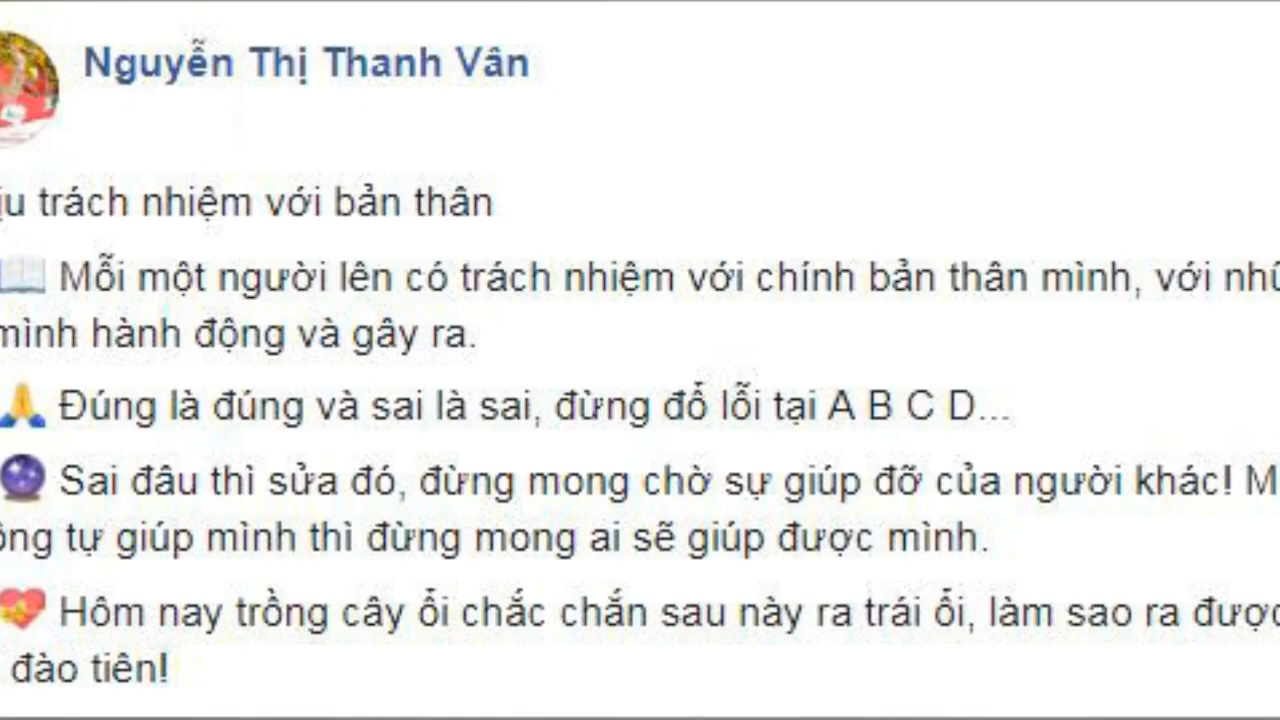 Nguyễn Thị Thanh Vân
trách nhiệm với bản thân
📖 Mỗi một người lên có trách nhiệm với chính bản thân mình, với
mình hành động và gây ra.
🙏 Đúng là đúng và sai là sai, đừng đổ lỗi tại A B C D...
🔮 Sai đâu thì sửa đó, đừng mong chờ sự giúp đỡ của người khác!
tự giúp mình thì đừng mong ai sẽ giúp được mình.
💝 Hôm nay trồng cây ổi chắc chắn sau này ra trái ổi, làm sao ra được
đào tiên!